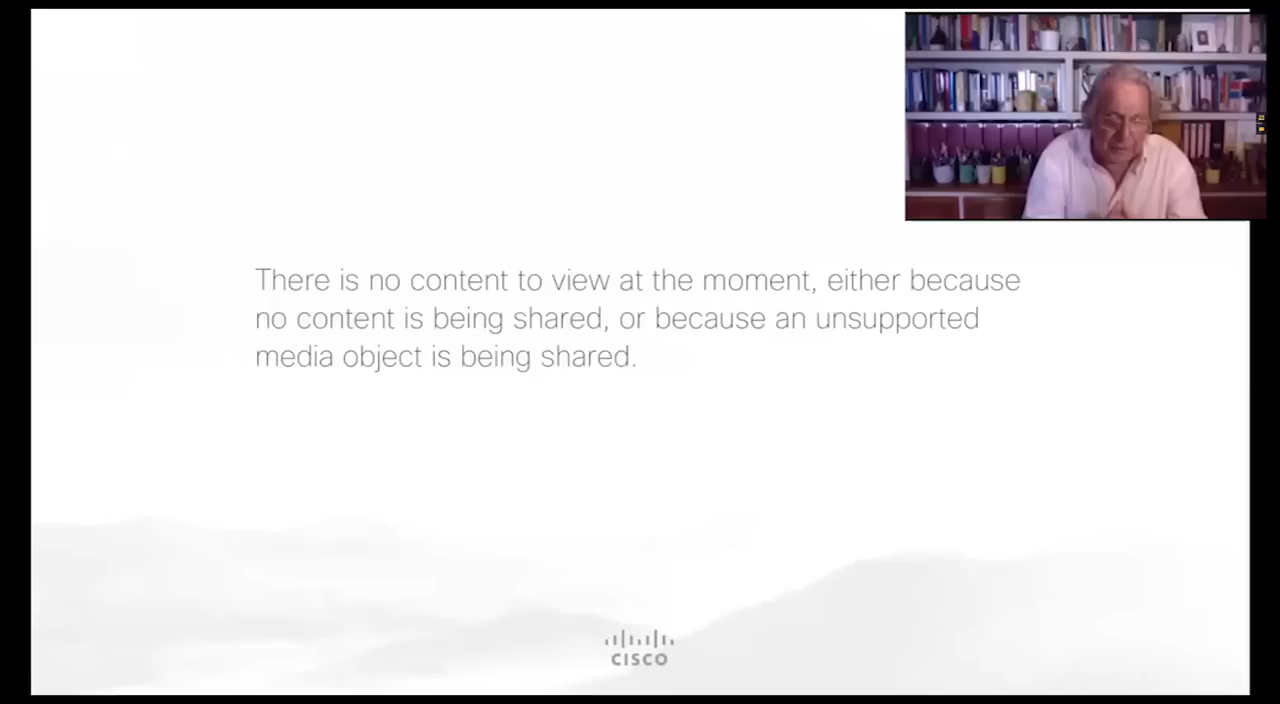 There is no content to view at the moment, either because
no content is being shared, or because an unsupported
media object is being shared.
CISCO